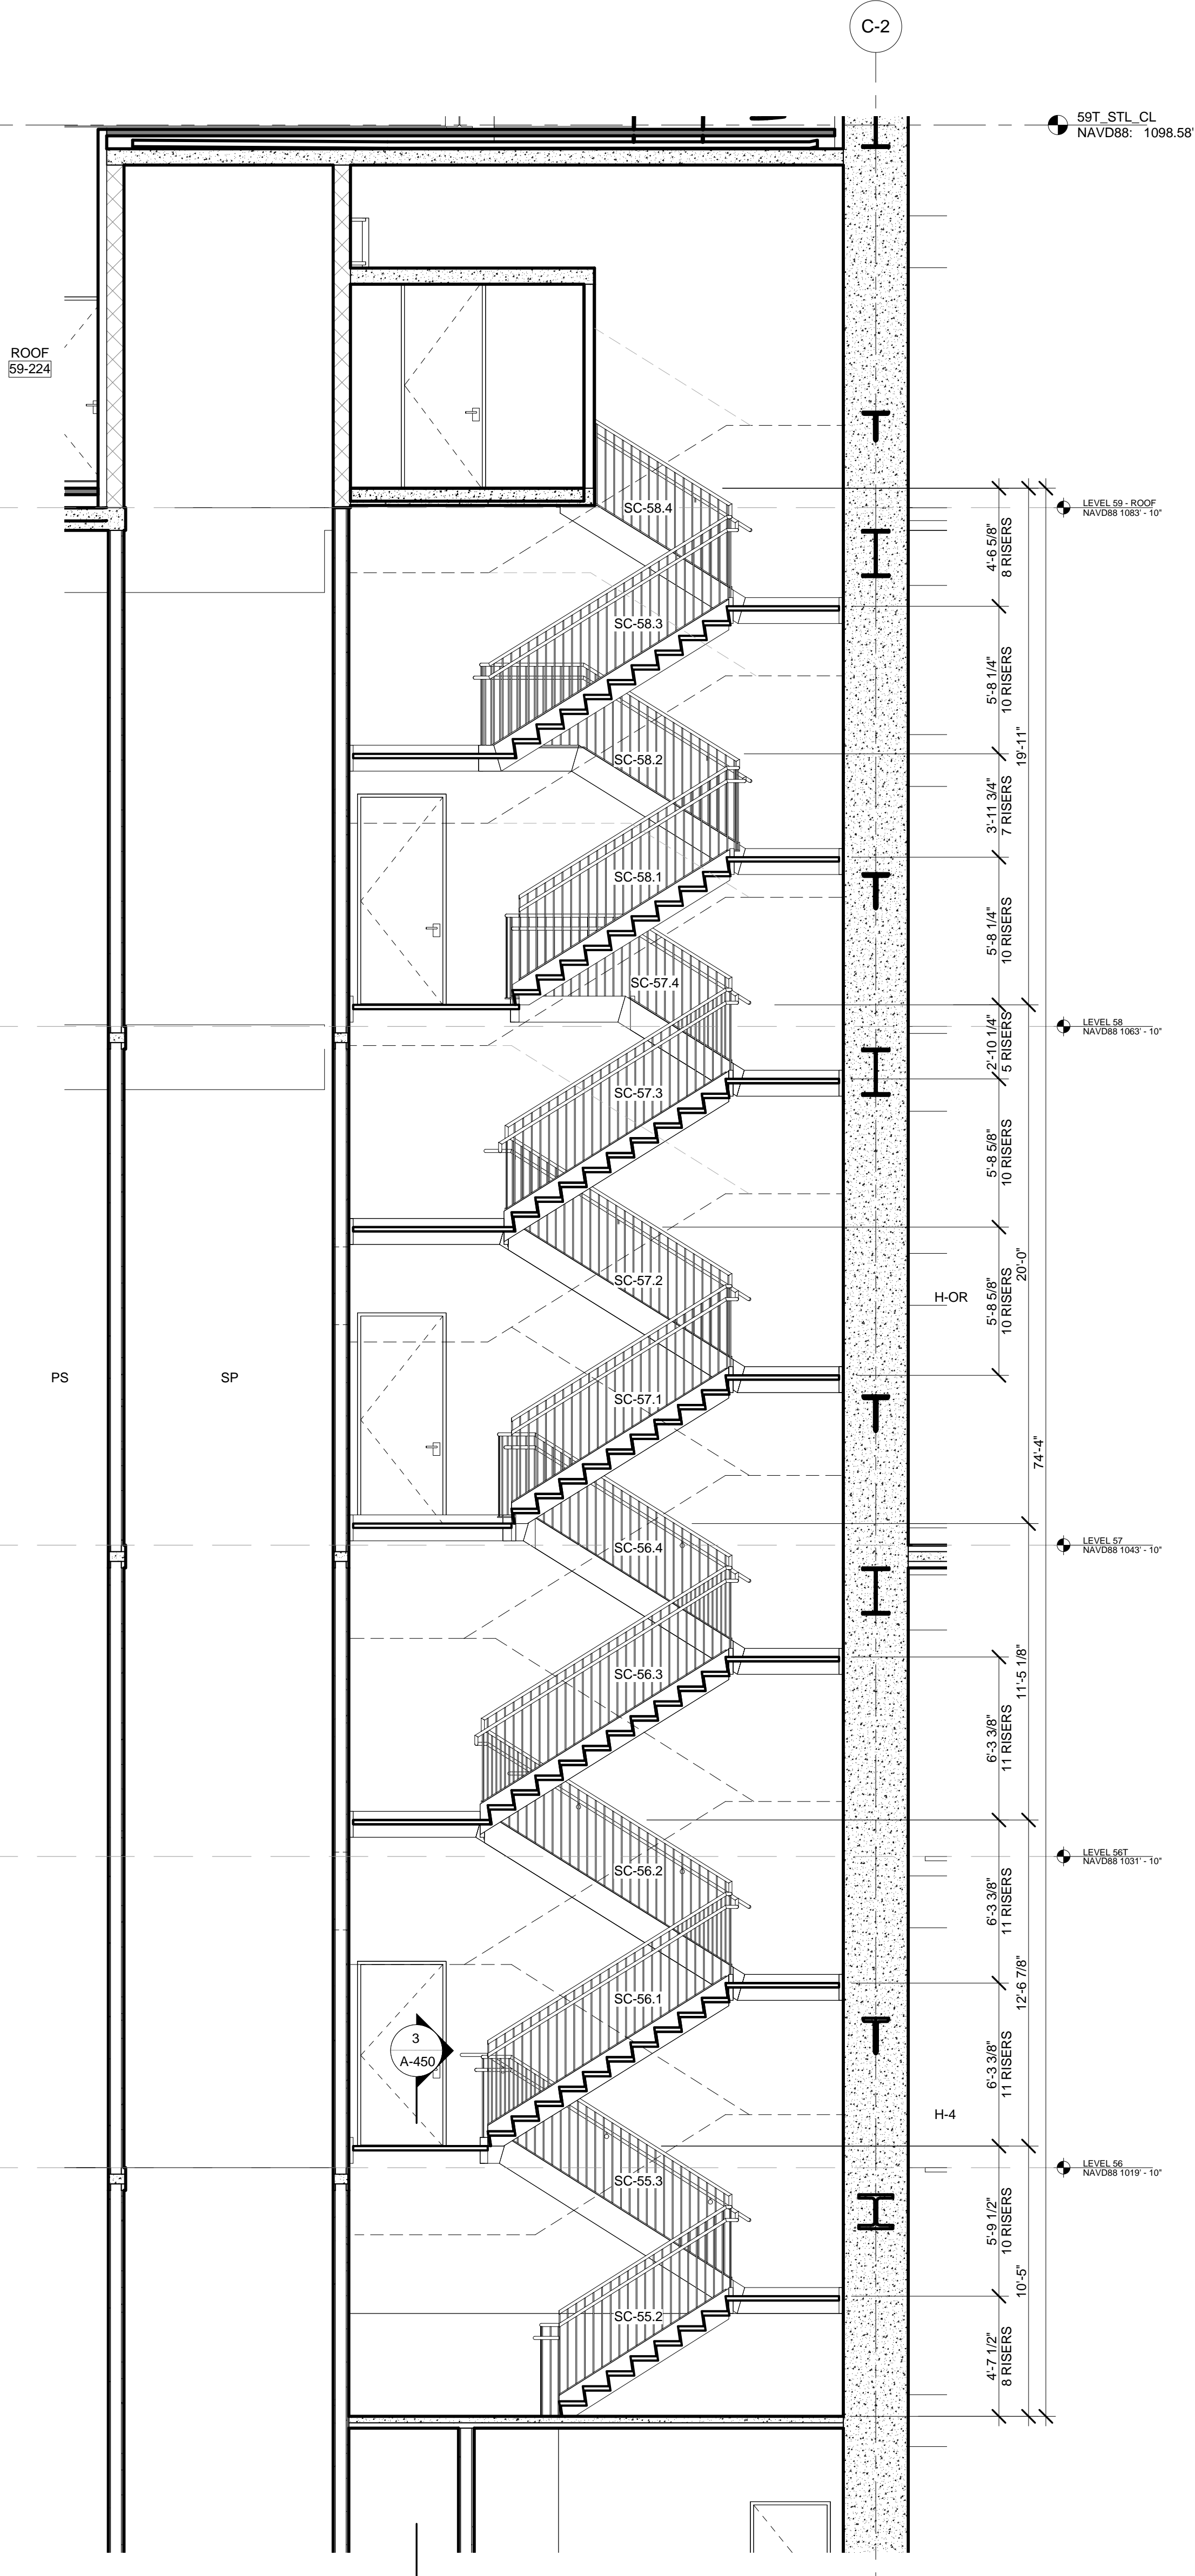 C-2
59T_STL_CL
NAVD88: 1098.58'
ROOF
59-224
SC-58.4
LEVEL 59 - ROOF
NAVD88 1083' - 10"
4'-6 5/8"
8 RISERS
SC-58.3
5'-8 1/4"
10 RISERS
19'-11"
SC-58.2
3'-11 3/4"
7 RISERS
SC-58.1
5'-8 1/4"
10 RISERS
SC-57.4
LEVEL 58
NAVD88 1063' - 10"
2'-10 1/4"
5 RISERS
SC-57.3
5'-8 5/8"
10 RISERS
20'-0"
SC-57.2
H-OR
5'-8 5/8"
10 RISERS
PS
SP
SC-57.1
74'-4"
SC-56.4
LEVEL 57
NAVD88 1043' - 10"
SC-56.3
11'-5 1/8"
6'-3 3/8"
11 RISERS
SC-56.2
LEVEL 56T
NAVD88 1031' - 10"
6'-3 3/8"
11 RISERS
SC-56.1
12'-6 7/8"
3
A-450
6'-3 3/8"
11 RISERS
H-4
SC-55.3
LEVEL 56
NAVD88 1019' - 10"
5'-9 1/2"
10 RISERS
10'-5"
SC-55.2
4'-7 1/2"
8 RISERS